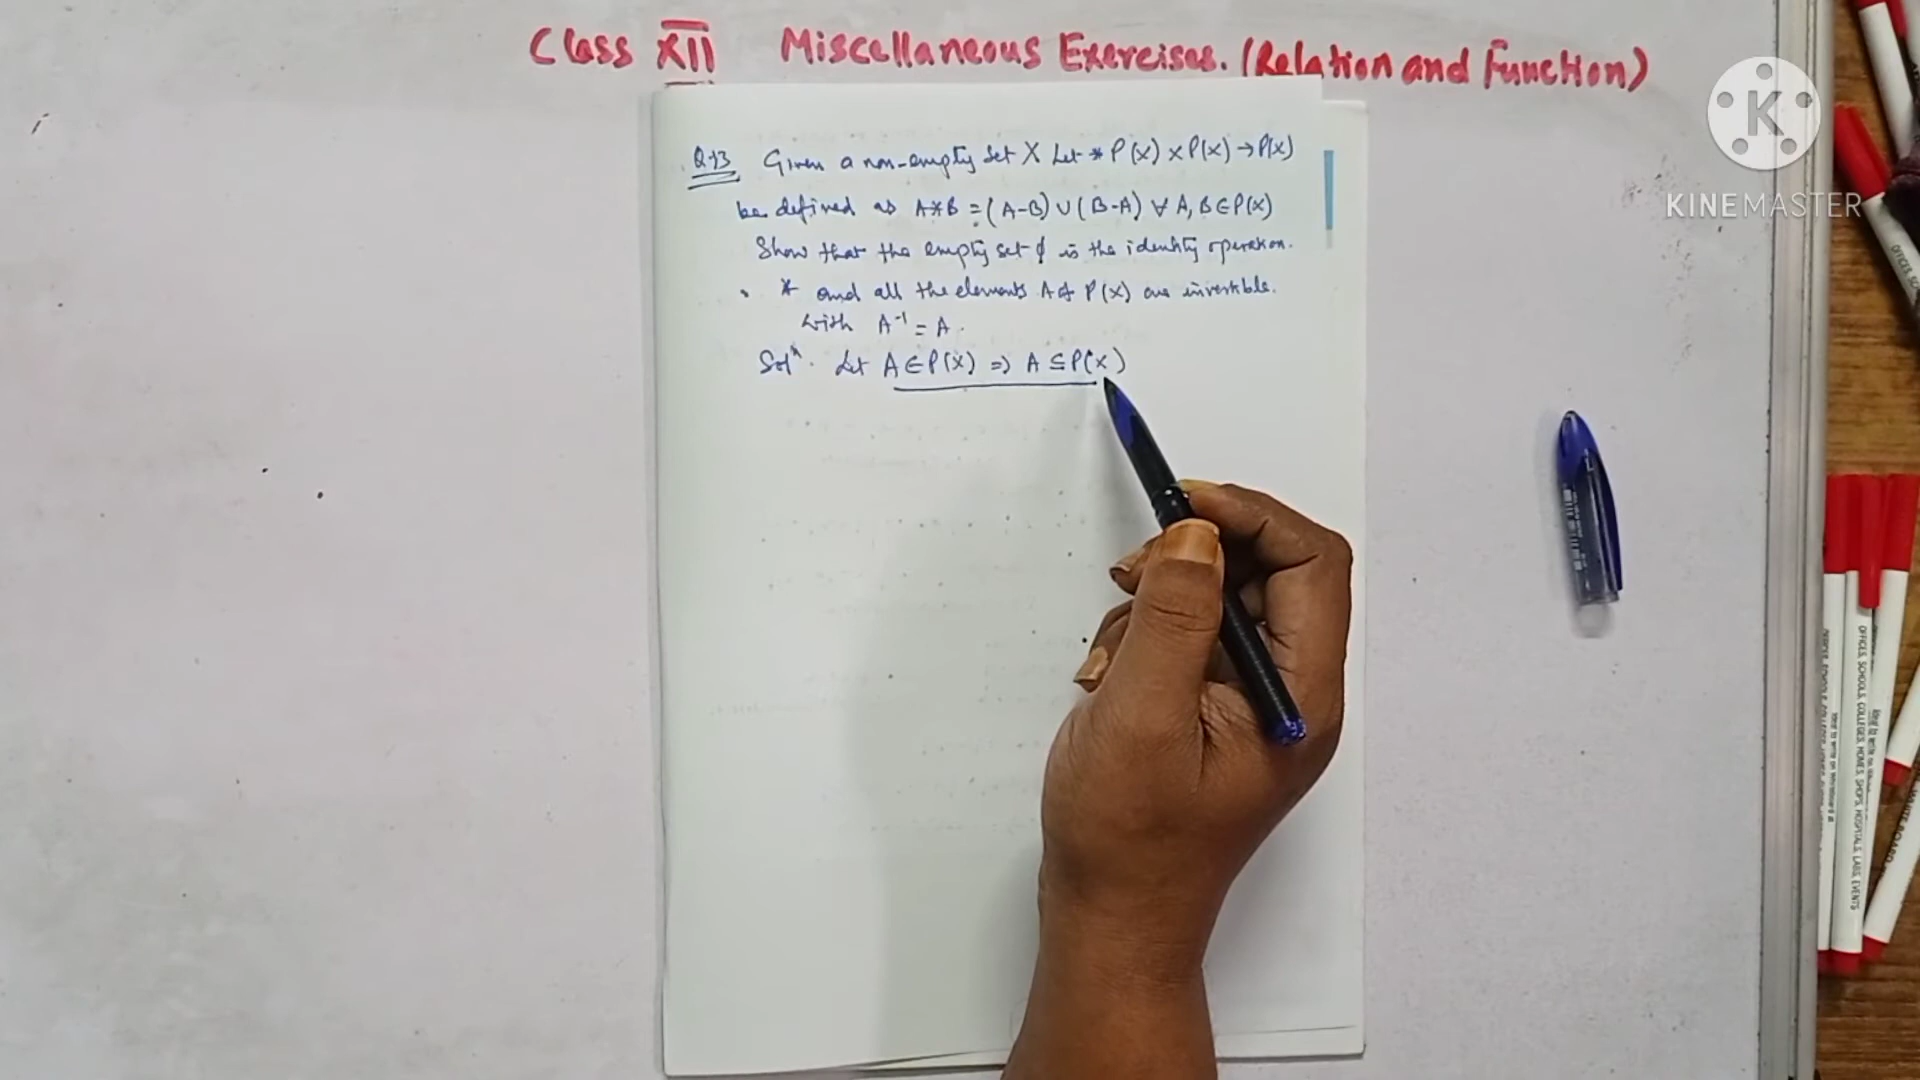 Class XII Miscellaneous Exercises. (Relation and Function)
Q.13 Given a non-empty set X Let * P(x) × P(x) → P(x)
be defined as A*B = (A-B) ∪ (B-A) ∀ A, B ∈ P(x)
Show that the empty set ϕ is the identity operation.
* and all the elements A of P(x) are invertible.
with A⁻¹ = A.
Solⁿ. Let A ∈ P(x) ⇒ A ⊆ P(x)
K
KINEMASTER